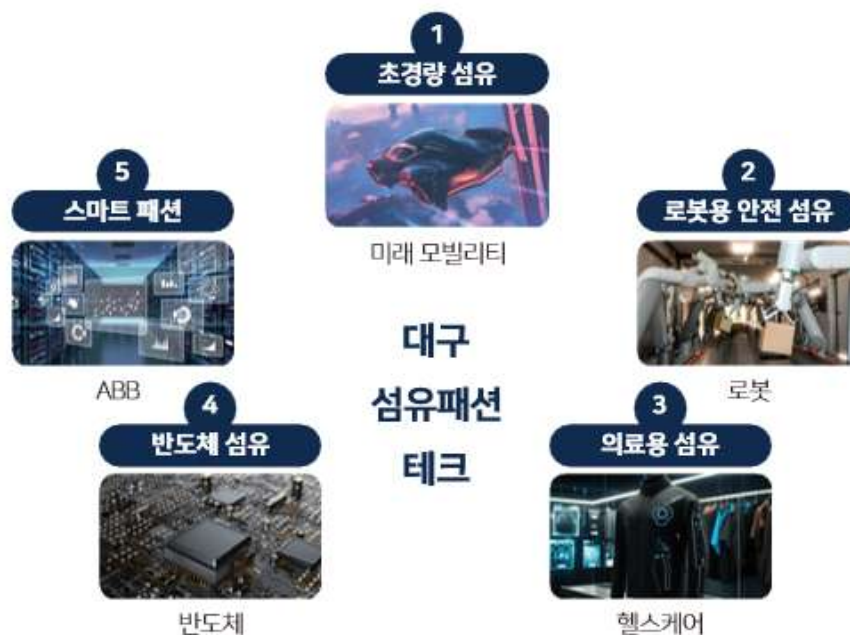 1
초경량 섬유
미래 모빌리티
2
로봇용 안전 섬유
로봇
3
의료용 섬유
헬스케어
4
반도체 섬유
반도체
5
스마트 패션
ABB
대구
섬유패션
테크